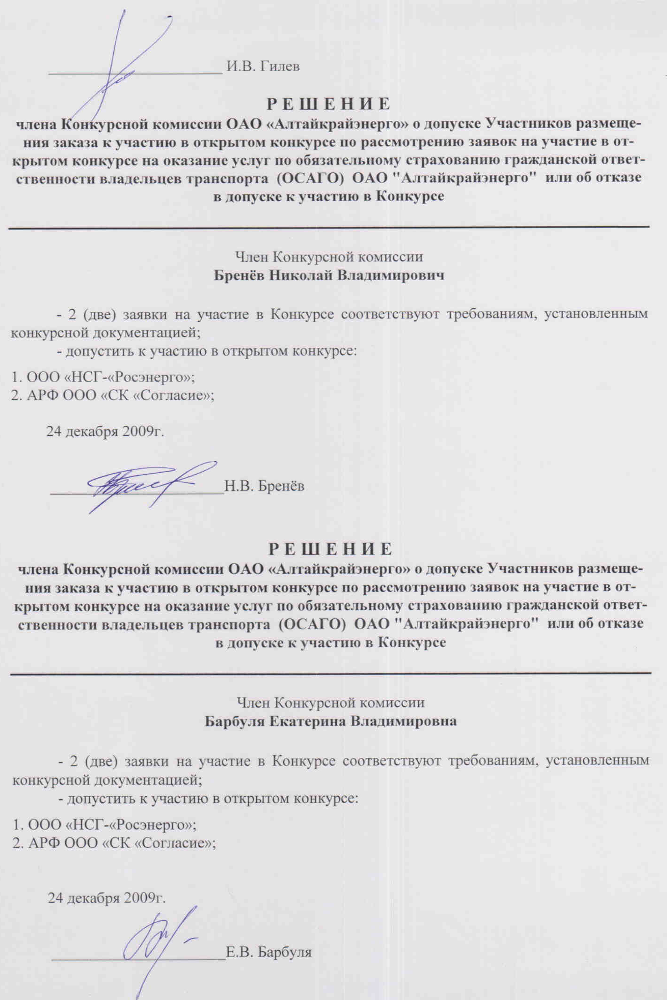 И.В. Гилев
Р Е Ш Е Н И Е
члена Конкурсной комиссии ОАО «Алтайкрайэнерго» о допуске Участников размеще-
ния заказа к участию в открытом конкурсе по рассмотрению заявок на участие в от-
крытом конкурсе на оказание услуг по обязательному страхованию гражданской ответ-
ственности владельцев транспорта (ОСАГО) ОАО "Алтайкрайэнерго" или об отказе
в допуске к участию в Конкурсе
Член Конкурсной комиссии
Бренёв Николай Владимирович
- 2 (две) заявки на участие в Конкурсе соответствуют требованиям, установленным
конкурсной документацией;
- допустить к участию в открытом конкурсе:
1. ООО «НСГ-«Росэнерго»;
2. АРФ ООО «СК «Согласие»;
24 декабря 2009г.
Н.В. Бренёв
Р Е Ш Е Н И Е
члена Конкурсной комиссии ОАО «Алтайкрайэнерго» о допуске Участников размеще-
ния заказа к участию в открытом конкурсе по рассмотрению заявок на участие в от-
крытом конкурсе на оказание услуг по обязательному страхованию гражданской ответ-
ственности владельцев транспорта (ОСАГО) ОАО "Алтайкрайэнерго" или об отказе
в допуске к участию в Конкурсе
Член Конкурсной комиссии
Барбуля Екатерина Владимировна
- 2 (две) заявки на участие в Конкурсе соответствуют требованиям, установленным
конкурсной документацией;
- допустить к участию в открытом конкурсе:
1. ООО «НСГ-«Росэнерго»;
2. АРФ ООО «СК «Согласие»;
24 декабря 2009г.
Е.В. Барбуля